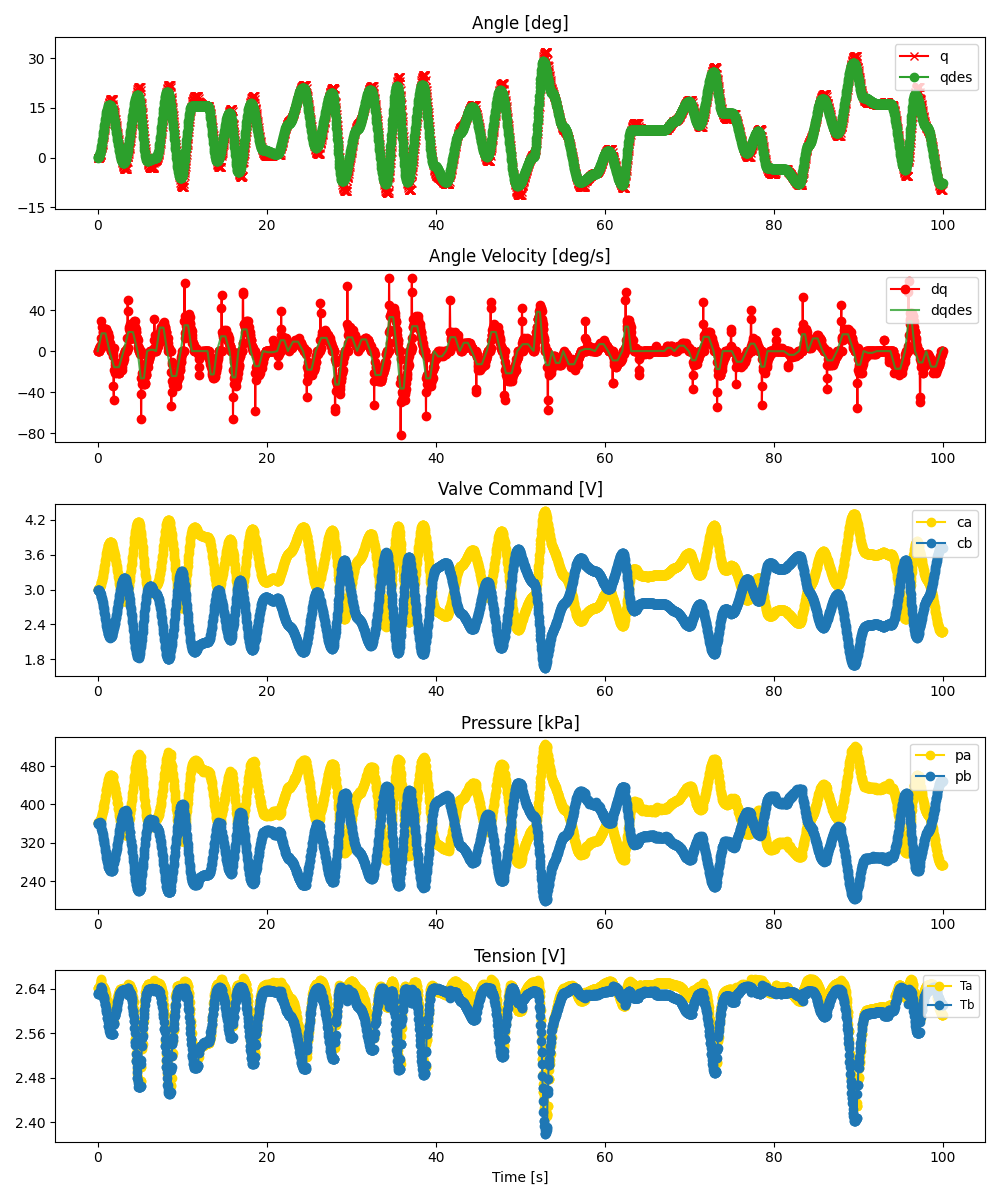 Angle [deg]
30
15
0
−15
q
qdes
0 20 40 60 80 100
Angle Velocity [deg/s]
40
0
−40
−80
dq
dqdes
0 20 40 60 80 100
Valve Command [V]
4.2
3.6
3.0
2.4
1.8
ca
cb
0 20 40 60 80 100
Pressure [kPa]
480
400
320
240
pa
pb
0 20 40 60 80 100
Tension [V]
2.64
2.56
2.48
2.40
Ta
Tb
0 20 40 60 80 100
Time [s]